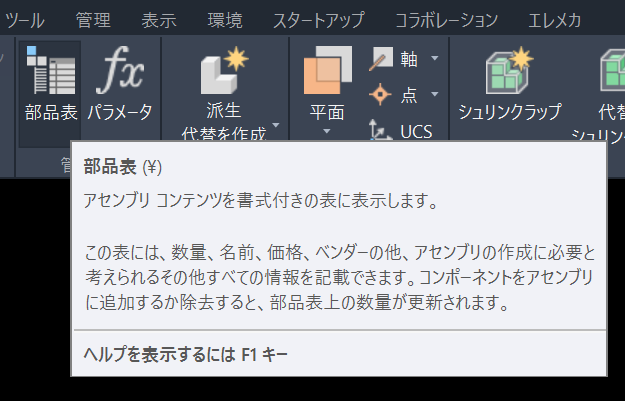 ツール 管理 表示 環境 スタートアップ コラボレーション エレメカ
部品表 パラメータ
派生
代替を作成
平面
軸
点
UCS
シュリンクラップ
代替
シュリン
部品表 (¥)
アセンブリ コンテンツを書式付きの表に表示します。
この表には、数量、名前、価格、ベンダーの他、アセンブリの作成に必要と
考えられるその他すべての情報を記載できます。コンポーネントをアセンブリ
に追加するか除去すると、部品表上の数量が更新されます。
ヘルプを表示するには F1 キー